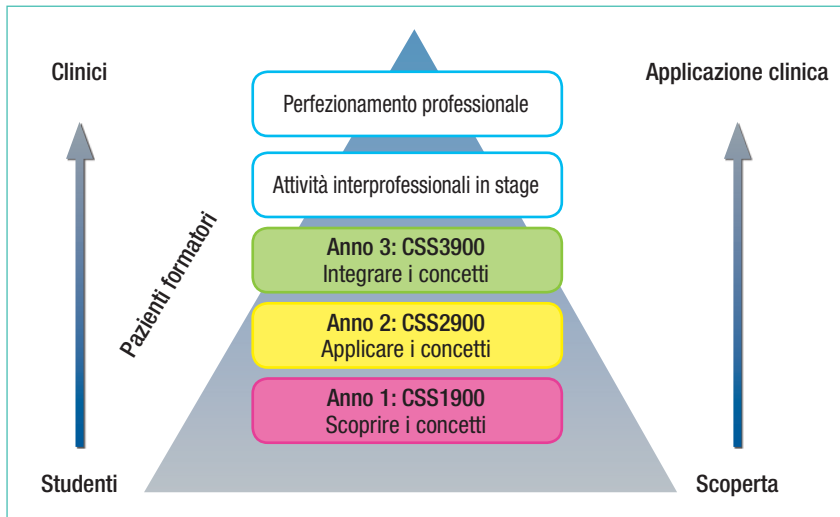 Clinici
Applicazione clinica
Perfezionamento professionale
Attività interprofessionali in stage
Pazienti formatori
Anno 3: CSS3900
Integrare i concetti
Anno 2: CSS2900
Applicare i concetti
Anno 1: CSS1900
Scoprire i concetti
Studenti
Scoperta